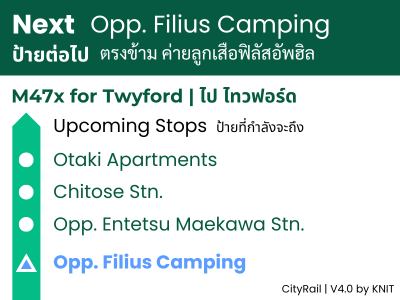 Next Opp. Filius Camping
ป้ายต่อไป ตรงข้าม ค่ายลูกเสือฟิลัสอัพฮิล
M47x for Twyford | ไป ไทวฟอร์ด
Upcoming Stops ป้ายที่กำลังจะถึง
Otaki Apartments
Chitose Stn.
Opp. Entetsu Maekawa Stn.
Opp. Filius Camping
CityRail | V4.0 by KNIT